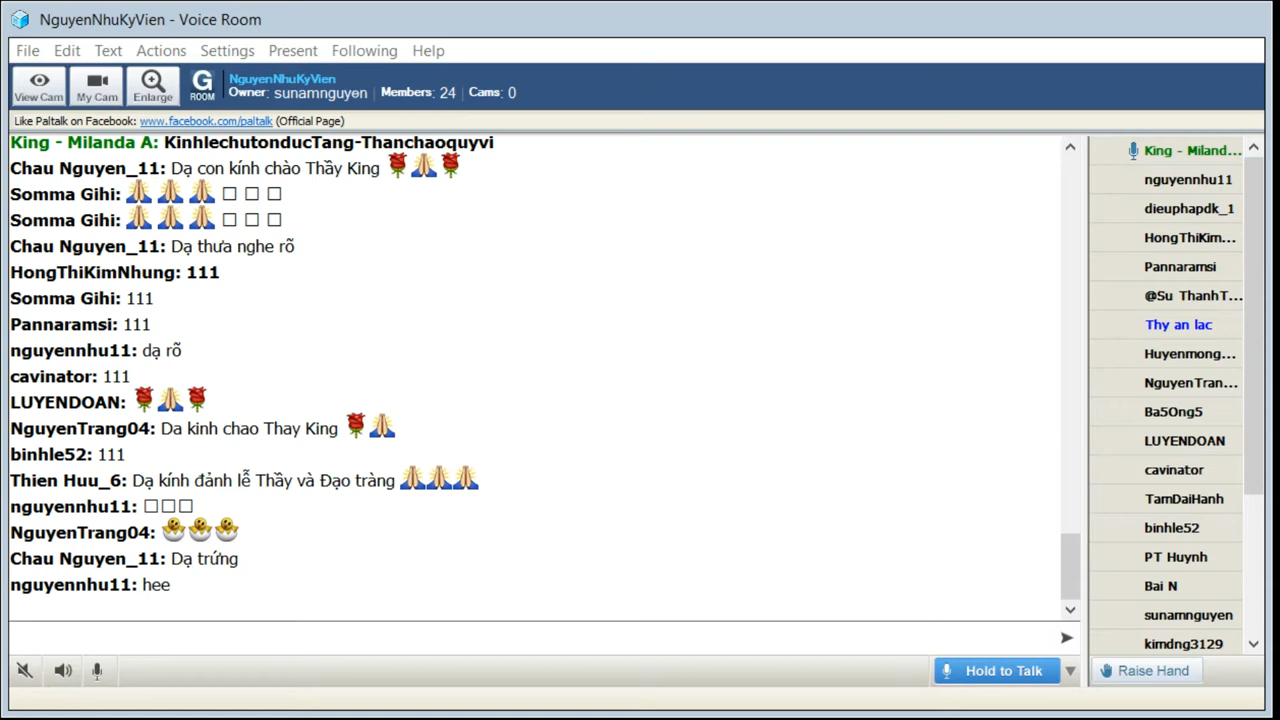 NguyenNhuKyVien - Voice Room
File Edit Text Actions Settings Present Following Help
View Cam My Cam Enlarge G ROOM
NguyenNhuKyVien
Owner: sunamnguyen | Members: 24 | Cams: 0
Like Paltalk on Facebook: www.facebook.com/paltalk (Official Page)
King - Milanda A: KinhlechutonducTang-Thanchaoquyvi
Chau Nguyen_11: Dạ con kính chào Thầy King 🌹🙏🌹
Somma Gihi: 🙏🙏🙏 □ □ □
Somma Gihi: 🙏🙏🙏 □ □ □
Chau Nguyen_11: Dạ thưa nghe rõ
HongThiKimNhung: 111
Somma Gihi: 111
Pannaramsi: 111
nguyennhu11: dạ rõ
cavinator: 111
LUYENDOAN: 🌹🙏🌹
NguyenTrang04: Da kinh chao Thay King 🌹🙏
binhle52: 111
Thien Huu_6: Dạ kính đảnh lễ Thầy và Đạo tràng 🙏🙏🙏
nguyennhu11: □□□
NguyenTrang04: 🐣🐣🐣
Chau Nguyen_11: Dạ trứng
nguyennhu11: hee
King - Miland...
nguyennhu11
dieuphapdk_1
HongThiKim...
Pannaramsi
@Su ThanhT...
Thy an lac
Huyenmong...
NguyenTran...
Ba5Ong5
LUYENDOAN
cavinator
TamDaiHanh
binhle52
PT Huynh
Bai N
sunamnguyen
kimdng3129
Hold to Talk
Raise Hand